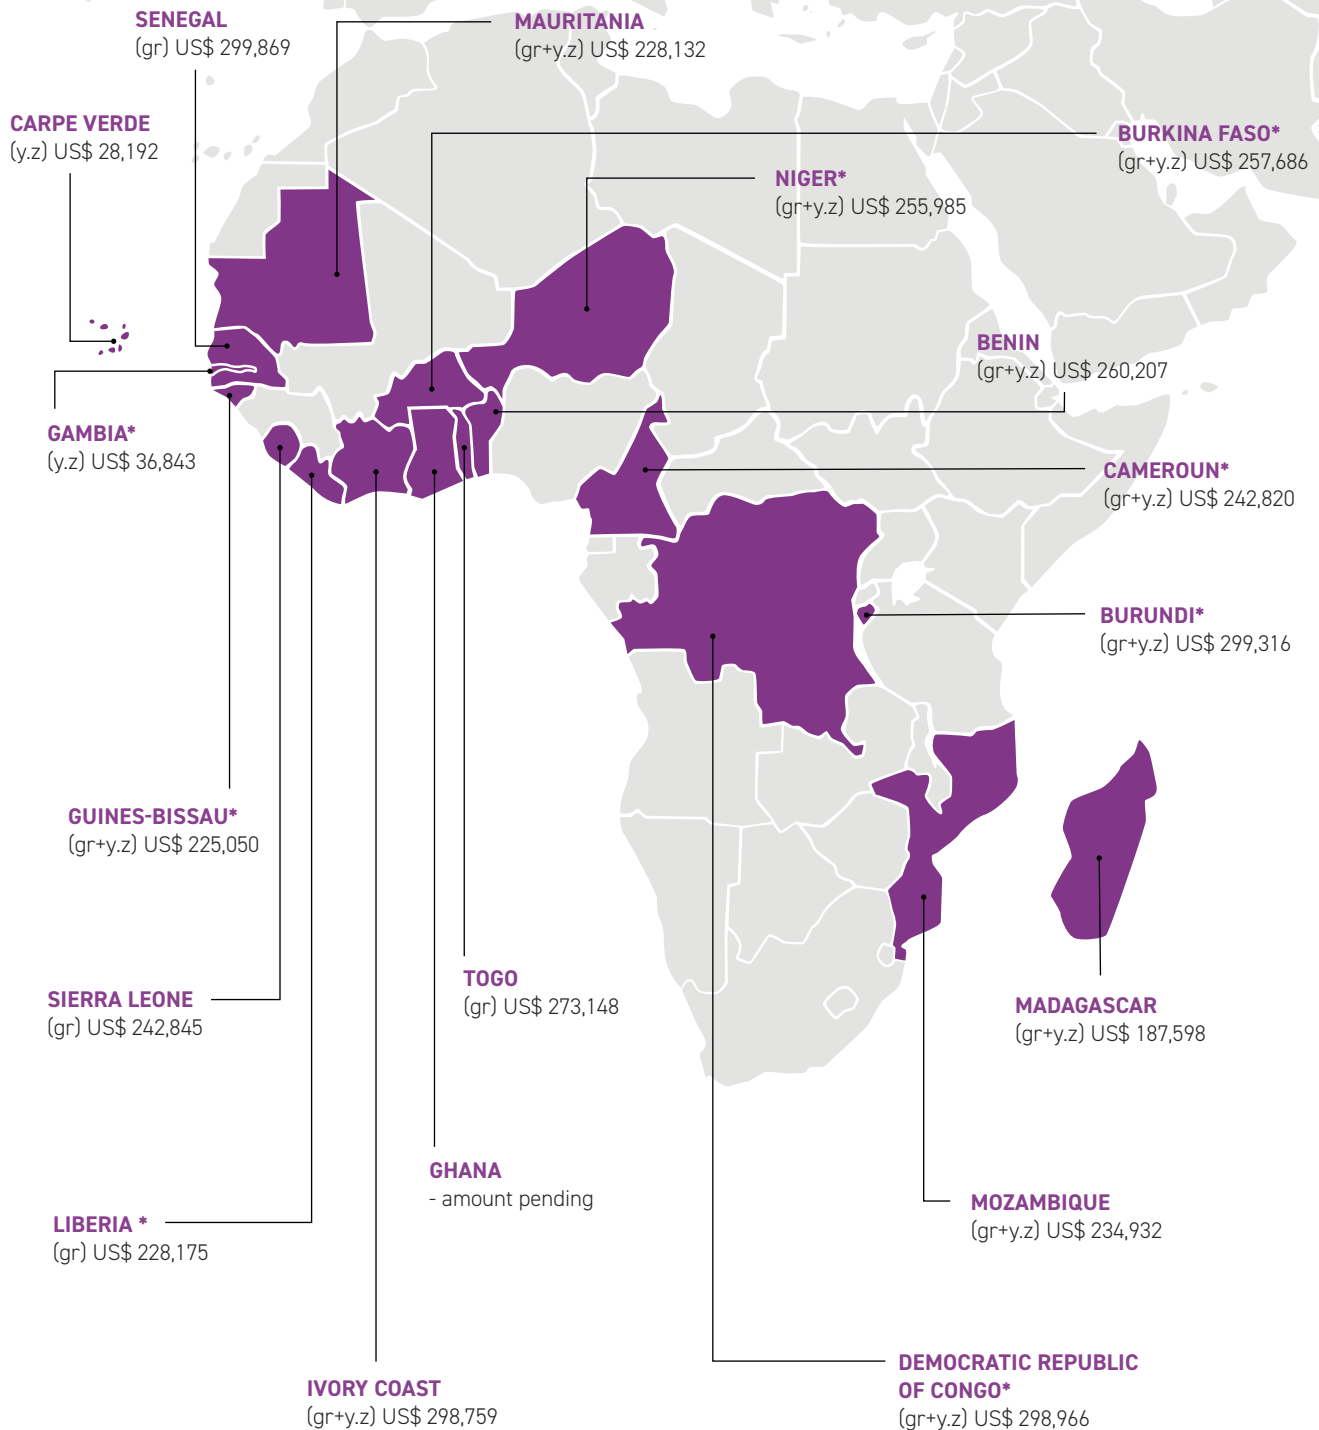 SENEGAL
(gr) US$ 299,869
MAURITANIA
(gr+y.z) US$ 228,132
CARPE VERDE
(y.z) US$ 28,192
BURKINA FASO*
(gr+y.z) US$ 257,686
NIGER*
(gr+y.z) US$ 255,985
BENIN
(gr+y.z) US$ 260,207
GAMBIA*
(y.z) US$ 36,843
CAMEROUN*
(gr+y.z) US$ 242,820
BURUNDI*
(gr+y.z) US$ 299,316
GUINES-BISSAU*
(gr+y.z) US$ 225,050
SIERRA LEONE
(gr) US$ 242,845
TOGO
(gr) US$ 273,148
MADAGASCAR
(gr+y.z) US$ 187,598
GHANA
- amount pending
LIBERIA *
(gr) US$ 228,175
MOZAMBIQUE
(gr+y.z) US$ 234,932
IVORY COAST
(gr+y.z) US$ 298,759
DEMOCRATIC REPUBLIC
OF CONGO*
(gr+y.z) US$ 298,966